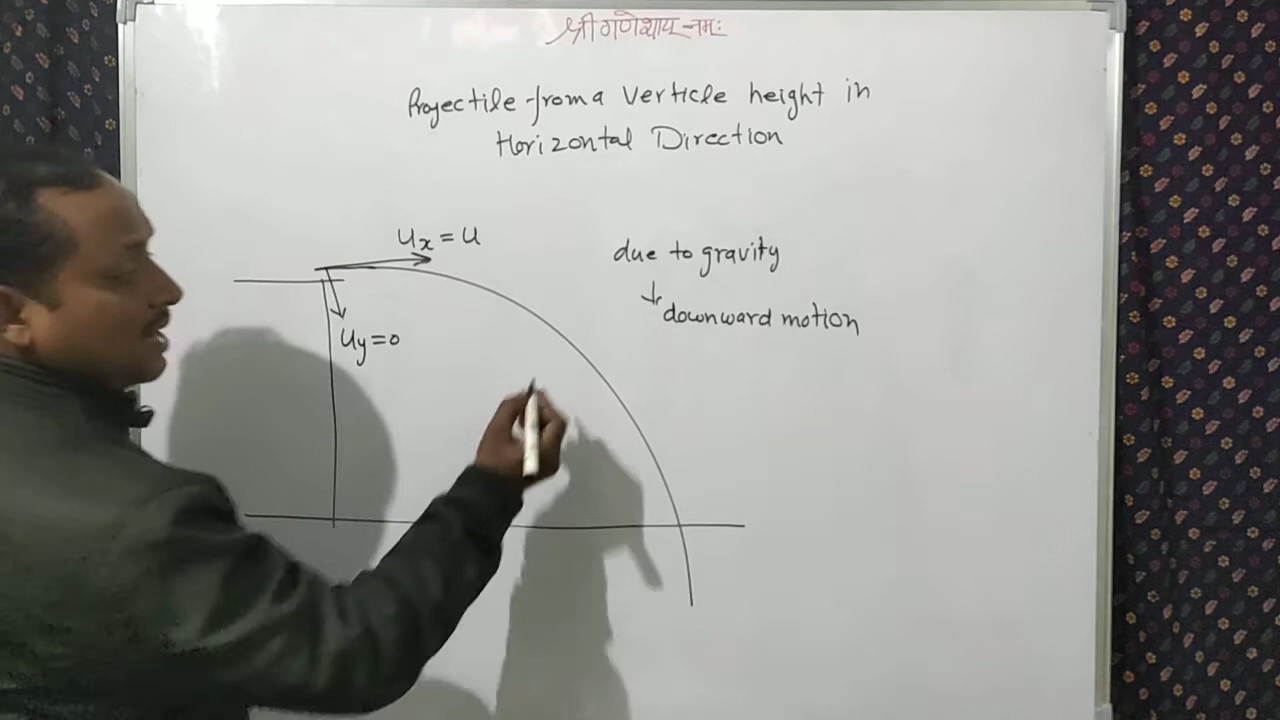 श्री गणेशाय नमः
Projectile from a Verticle height in
Horizontal Direction
ux = u
uy=0
due to gravity
↓
downward motion